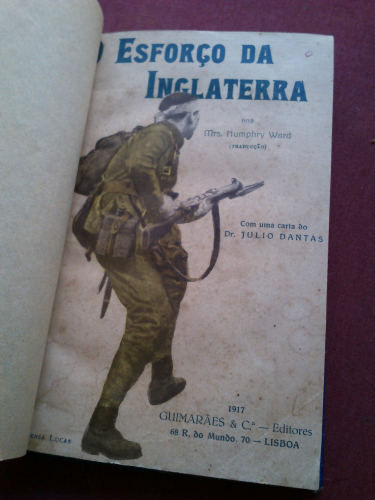 O ESFORÇO DA
INGLATERRA
POR
Mrs. Humphry Ward
(TRADUCÇÃO)
Com uma carta do
Dr. JULIO DANTAS
1917
GUIMARÃES & C.ª — Editores
68 R. do Mundo, 70 — LISBOA
LUCAS